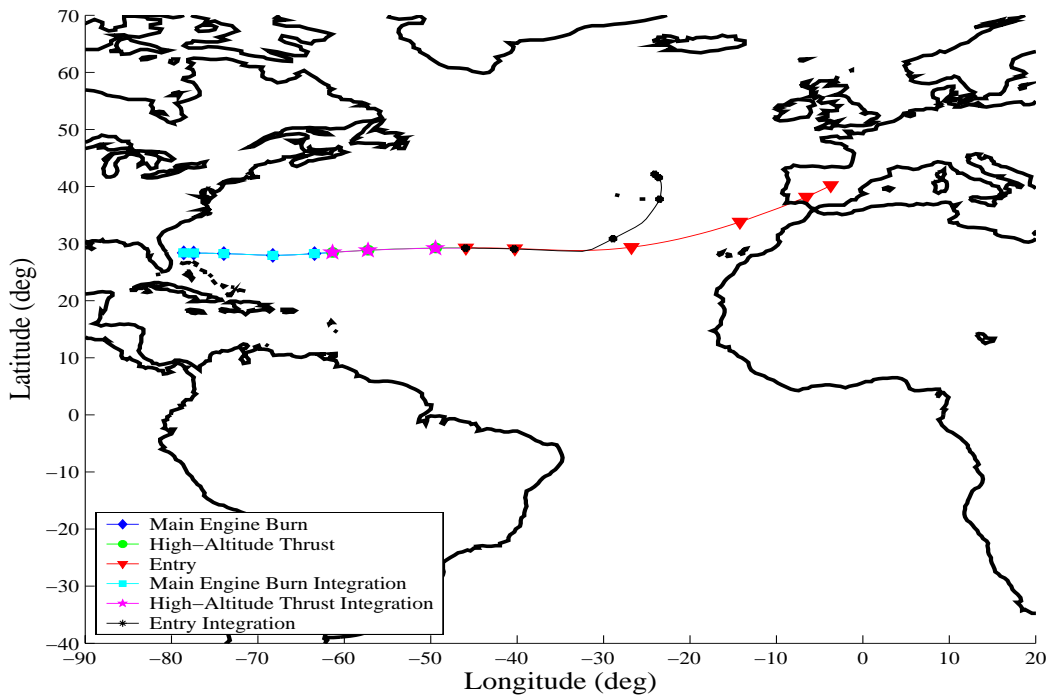 70
60
50
40
30
20
10
0
−10
−20
−30
−40
Latitude (deg)
Main Engine Burn
High−Altitude Thrust
Entry
Main Engine Burn Integration
High−Altitude Thrust Integration
Entry Integration
−90 −80 −70 −60 −50 −40 −30 −20 −10 0 10 20
Longitude (deg)